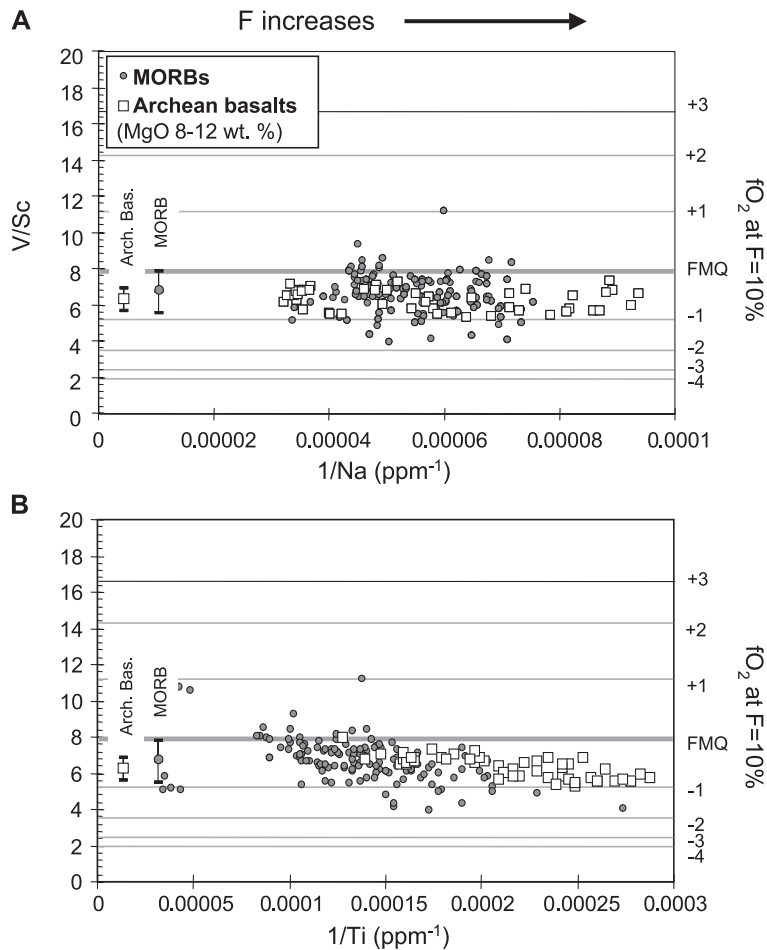 A
F increases
20
18
16
14
12
10
8
6
4
2
0
V/Sc
MORBs
Archean basalts
(MgO 8-12 wt. %)
Arch. Bas.
MORB
+3
+2
+1
FMQ
-1
-2
-3
-4
fO2 at F=10%
0
0.00002
0.00004
0.00006
0.00008
0.0001
1/Na (ppm-1)
B
20
18
16
14
12
10
8
6
4
2
0
Arch. Bas.
MORB
+3
+2
+1
FMQ
-1
-2
-3
-4
fO2 at F=10%
0
0.00005
0.0001
0.00015
0.0002
0.00025
0.0003
1/Ti (ppm-1)